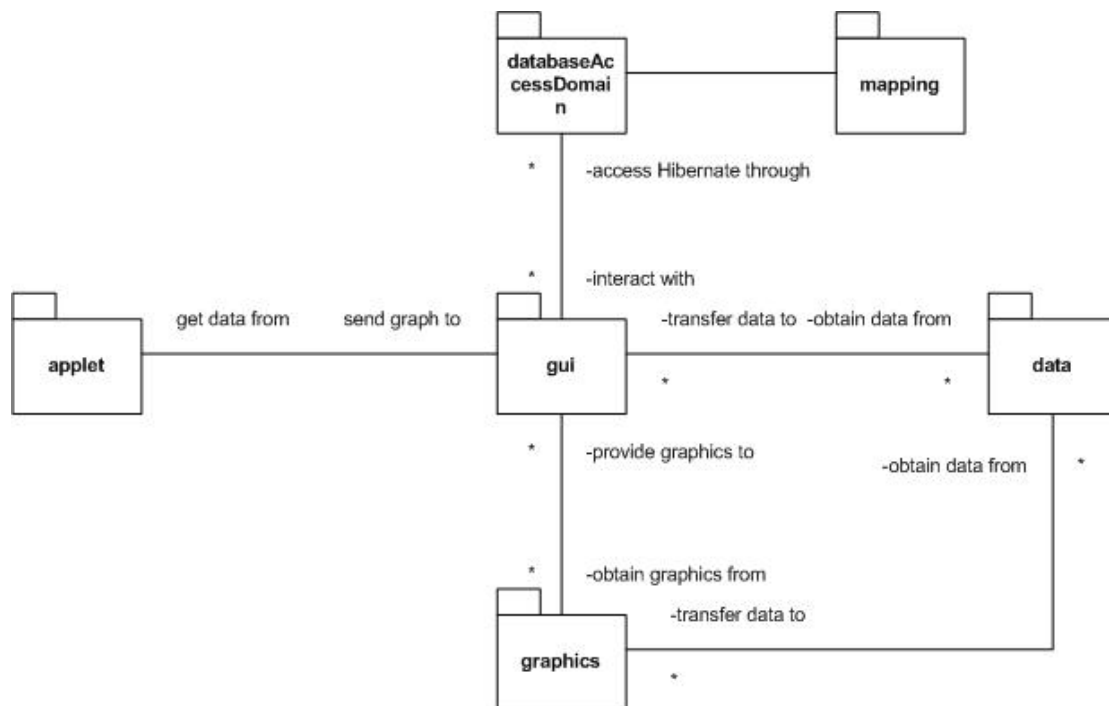 databaseAc
cessDomai
n
mapping
*
-access Hibernate through
*
-interact with
get data from
send graph to
-transfer data to
-obtain data from
applet
gui
data
*
*
*
-provide graphics to
-obtain data from
*
*
-obtain graphics from
-transfer data to
graphics
*